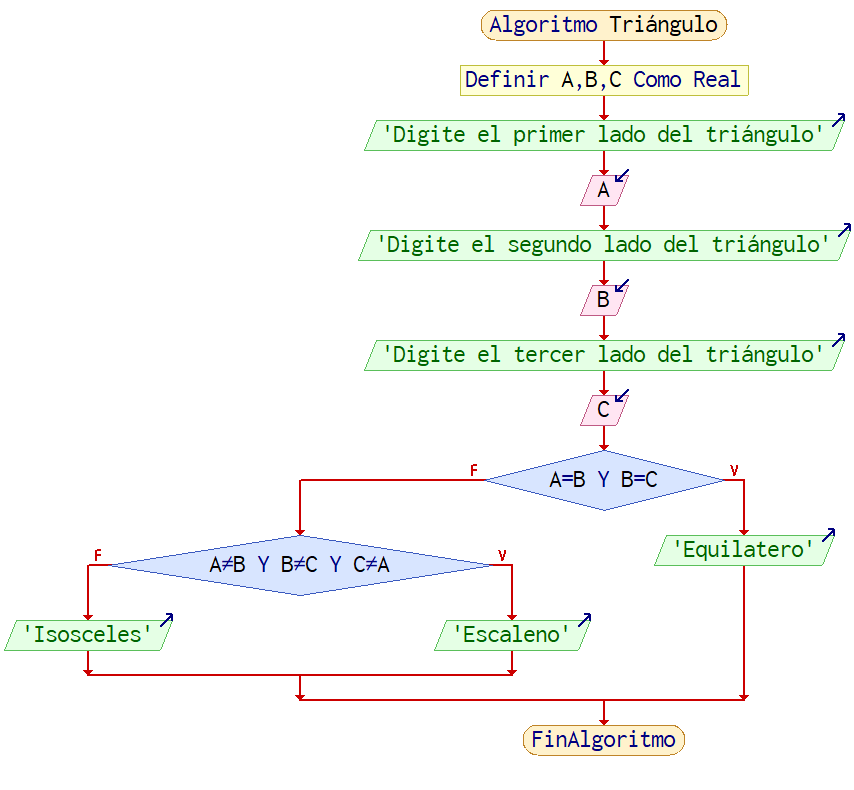 Algoritmo Triángulo
Definir A,B,C Como Real
'Digite el primer lado del triángulo'
A
'Digite el segundo lado del triángulo'
B
'Digite el tercer lado del triángulo'
C
F
A=B Y B=C
V
F
A≠B Y B≠C Y C≠A
V
'Equilatero'
'Isosceles'
'Escaleno'
FinAlgoritmo